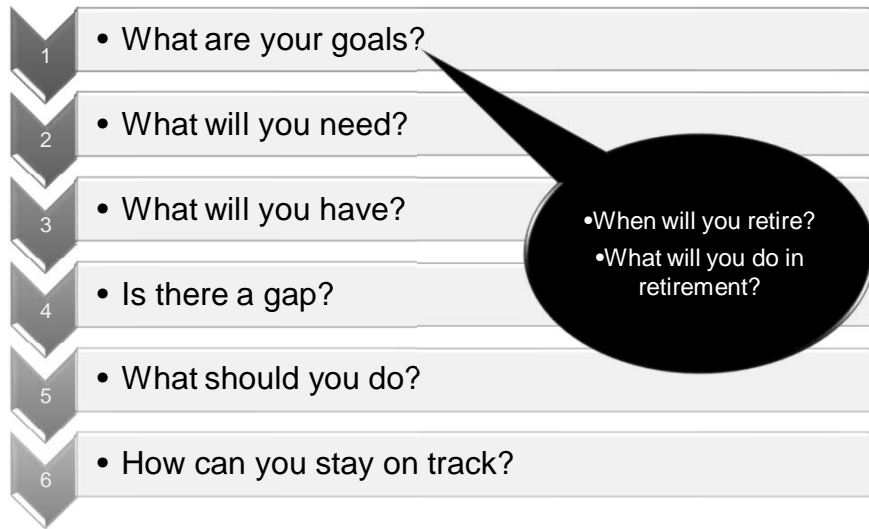 1
• What are your goals?
2
• What will you need?
3
• What will you have?
4
• Is there a gap?
5
• What should you do?
6
• How can you stay on track?
•When will you retire?
•What will you do in
retirement?